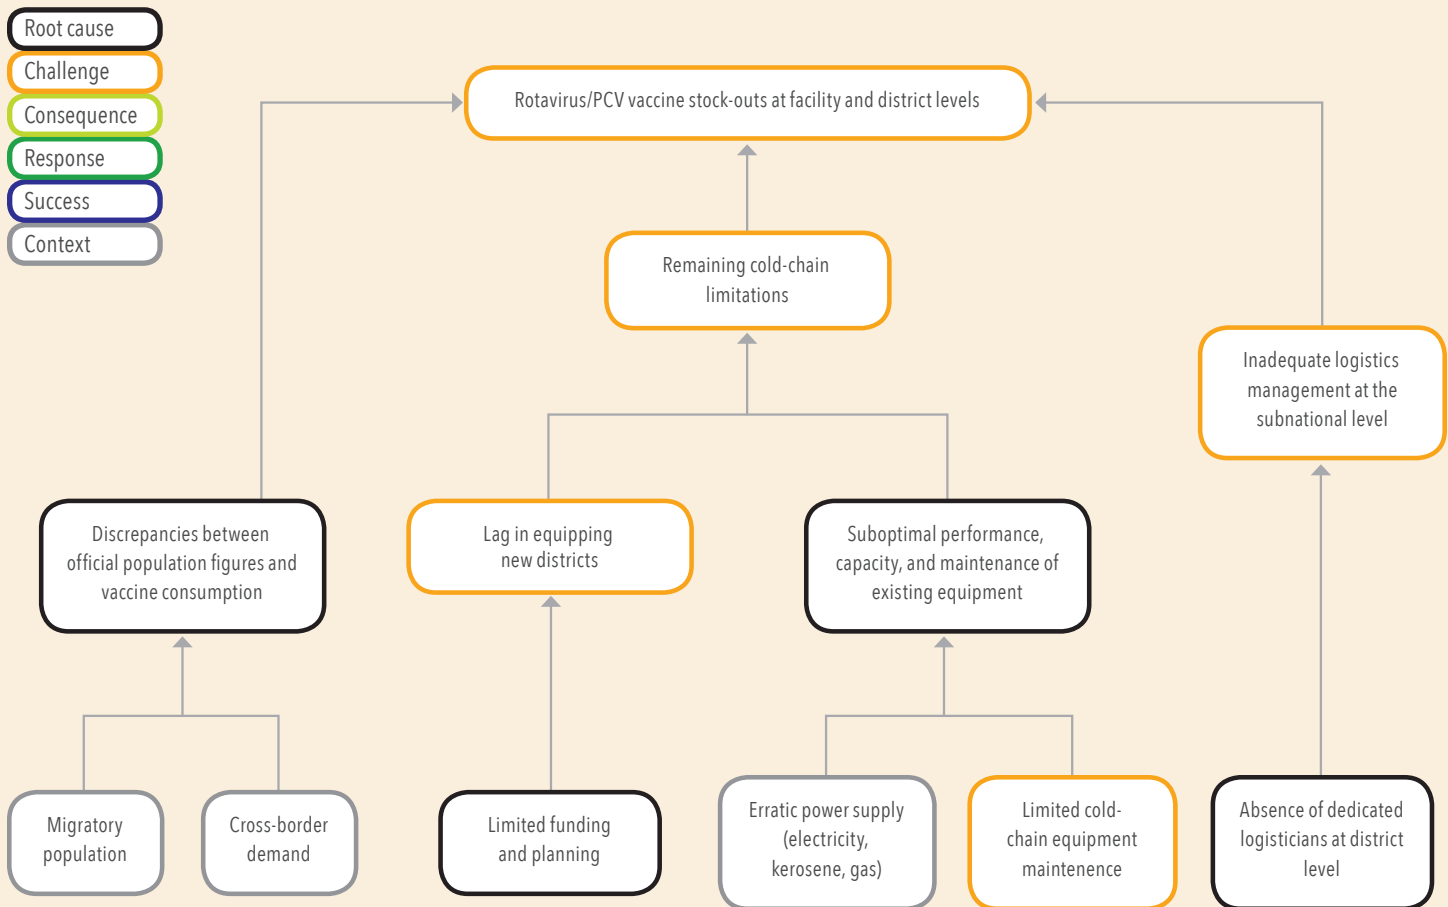 Root cause
Challenge
Consequence
Response
Success
Context
Rotavirus/PCV vaccine stock-outs at facility and district levels
Remaining cold-chain
limitations
Inadequate logistics
management at the
subnational level
Discrepancies between
official population figures and
vaccine consumption
Lag in equipping
new districts
Suboptimal performance,
capacity, and maintenance of
existing equipment
Migratory
population
Cross-border
demand
Limited funding
and planning
Erratic power supply
(electricity,
kerosene, gas)
Limited cold-
chain equipment
maintenence
Absence of dedicated
logisticians at district
level